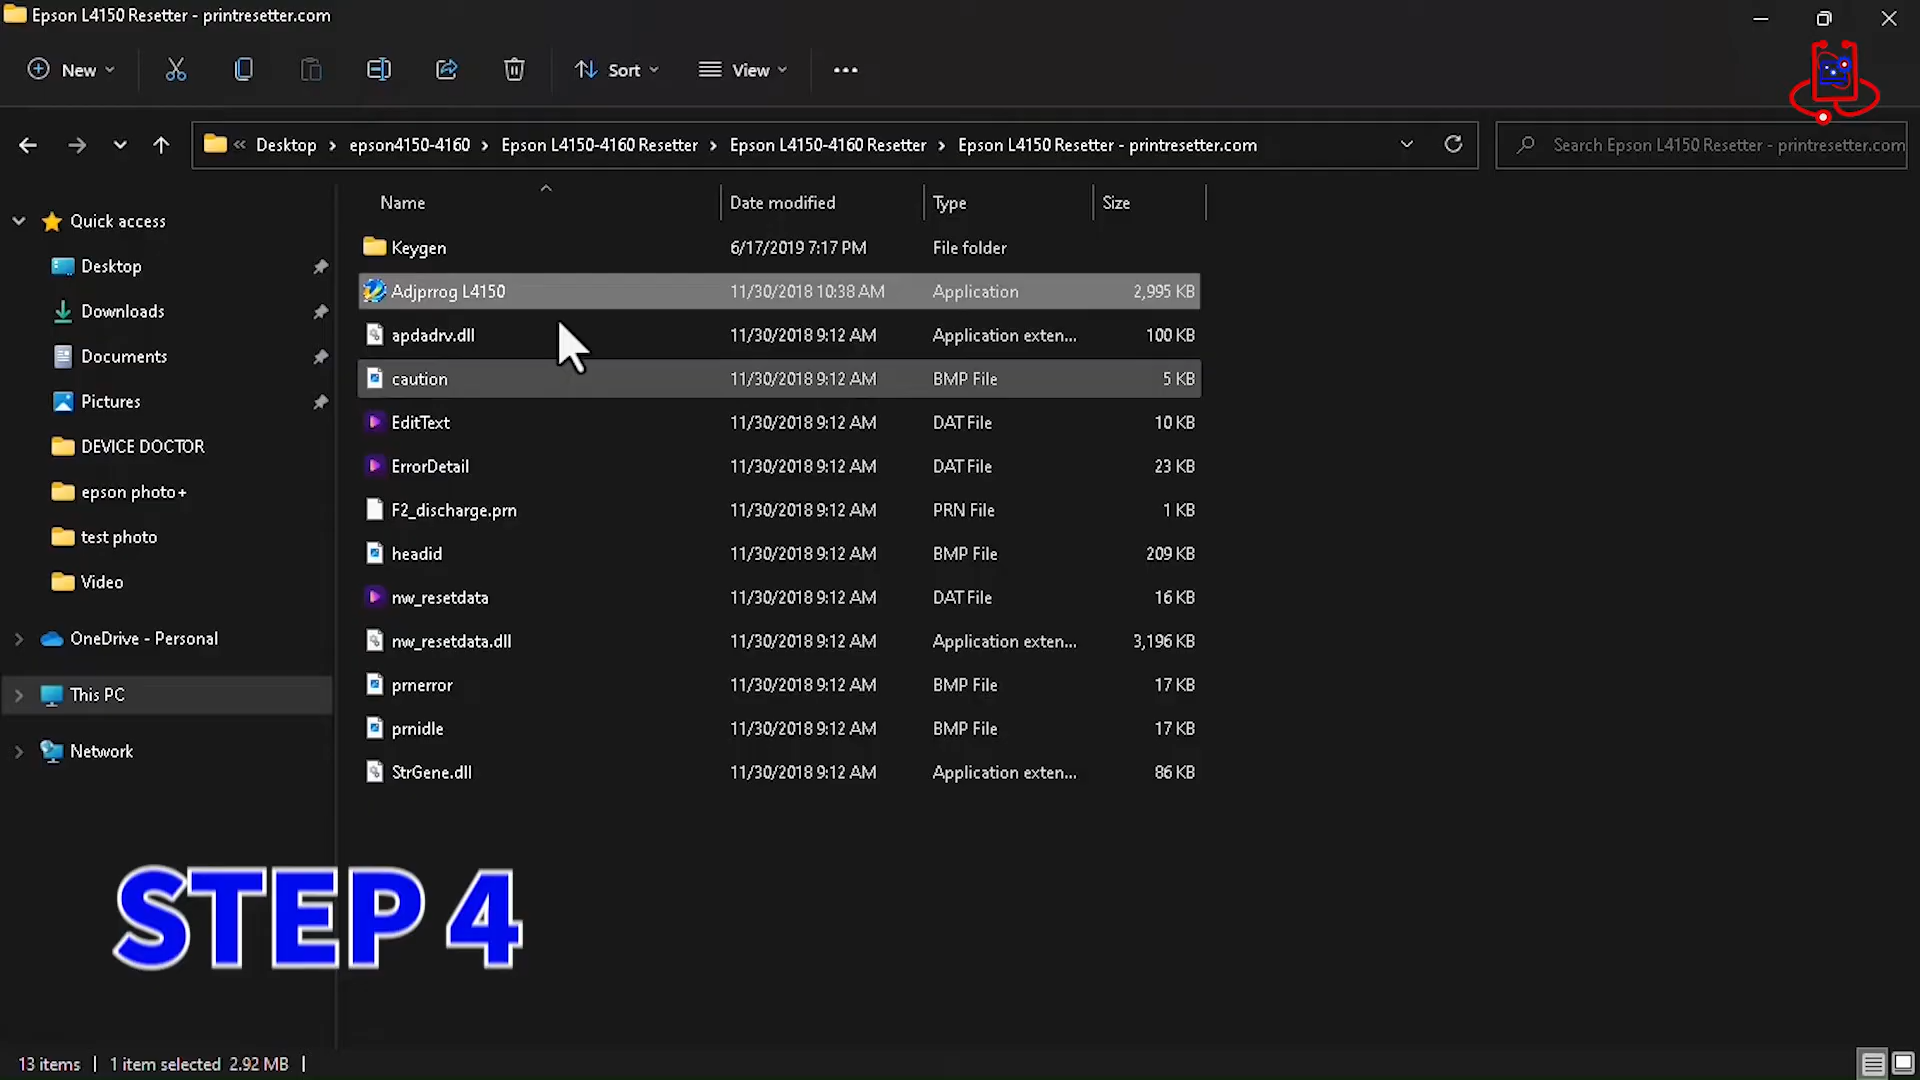 Epson L4150 Resetter - printresetter.com
New
Sort
View
« Desktop › epson4150-4160 › Epson L4150-4160 Resetter › Epson L4150-4160 Resetter › Epson L4150 Resetter - printresetter.com
Search Epson L4150 Resetter - printresetter.com
Name Date modified Type Size
Quick access
Desktop
Downloads
Documents
Pictures
DEVICE DOCTOR
epson photo+
test photo
Video
OneDrive - Personal
This PC
Network
Keygen 6/17/2019 7:17 PM File folder
Adjprrog L4150 11/30/2018 10:38 AM Application 2,995 KB
apdadrv.dll 11/30/2018 9:12 AM Application exten... 100 KB
caution 11/30/2018 9:12 AM BMP File 5 KB
EditText 11/30/2018 9:12 AM DAT File 10 KB
ErrorDetail 11/30/2018 9:12 AM DAT File 23 KB
F2_discharge.prn 11/30/2018 9:12 AM PRN File 1 KB
headid 11/30/2018 9:12 AM BMP File 209 KB
nw_resetdata 11/30/2018 9:12 AM DAT File 16 KB
nw_resetdata.dll 11/30/2018 9:12 AM Application exten... 3,196 KB
prnerror 11/30/2018 9:12 AM BMP File 17 KB
prnidle 11/30/2018 9:12 AM BMP File 17 KB
StrGene.dll 11/30/2018 9:12 AM Application exten... 86 KB
STEP 4
13 items | 1 item selected 2.92 MB |